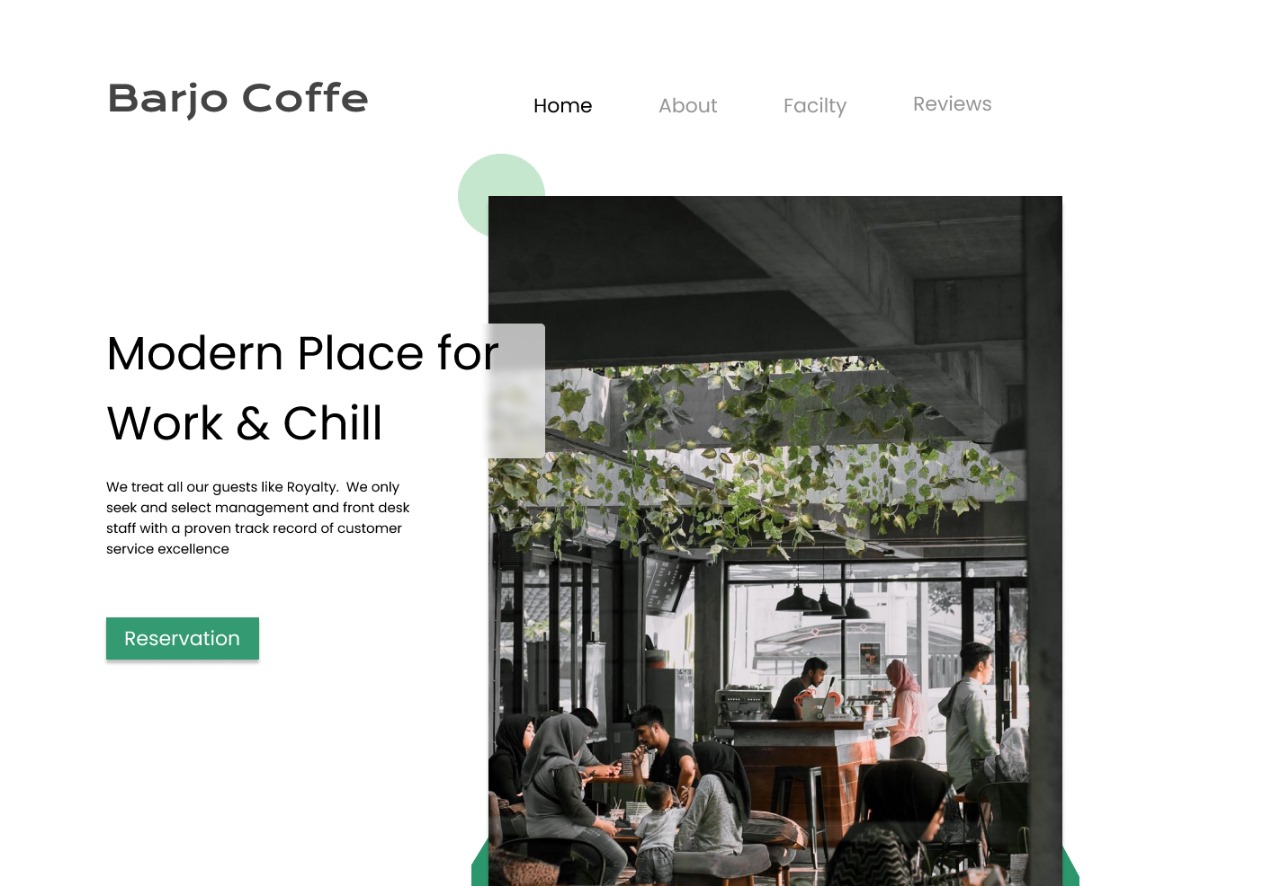 Barjo Coffe
Home About Facilty Reviews
Modern Place for
Work & Chill
We treat all our guests like Royalty.  We only
seek and select management and front desk
staff with a proven track record of customer
service excellence
Reservation